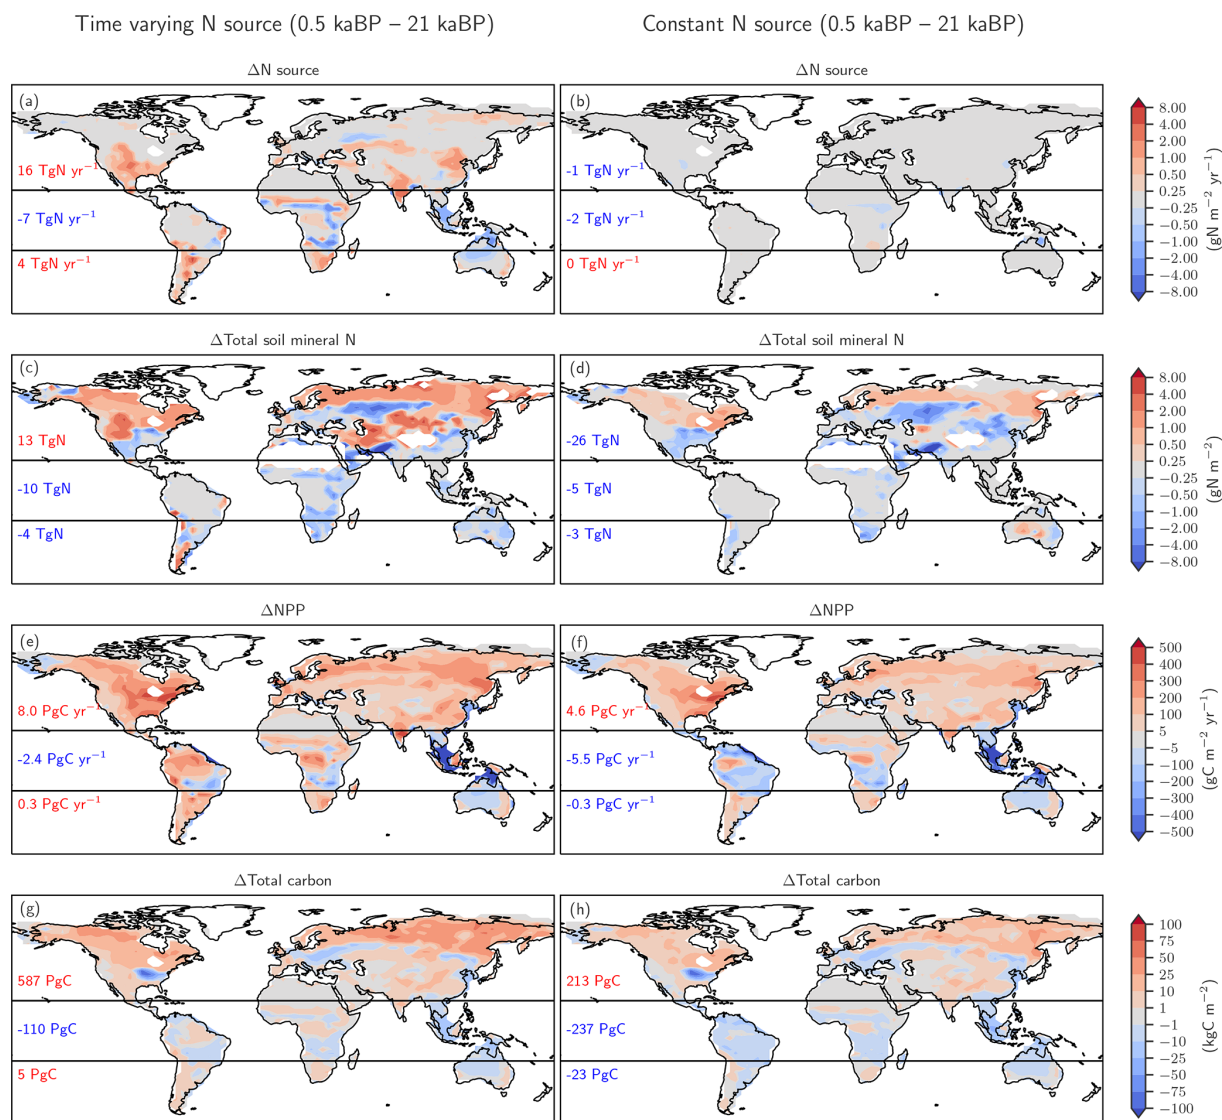 Time varying N source (0.5 kaBP – 21 kaBP)
Constant N source (0.5 kaBP – 21 kaBP)
ΔN source
(a)
16 TgN yr⁻¹
-7 TgN yr⁻¹
4 TgN yr⁻¹
ΔN source
(b)
-1 TgN yr⁻¹
-2 TgN yr⁻¹
0 TgN yr⁻¹
8.00
4.00
2.00
1.00
0.50
0.25
−0.25
−0.50
−1.00
−2.00
−4.00
−8.00
(gN m⁻² yr⁻¹)
ΔTotal soil mineral N
(c)
13 TgN
-10 TgN
-4 TgN
ΔTotal soil mineral N
(d)
-26 TgN
-5 TgN
-3 TgN
8.00
4.00
2.00
1.00
0.50
0.25
−0.25
−0.50
−1.00
−2.00
−4.00
−8.00
(gN m⁻²)
ΔNPP
(e)
8.0 PgC yr⁻¹
-2.4 PgC yr⁻¹
0.3 PgC yr⁻¹
ΔNPP
(f)
4.6 PgC yr⁻¹
-5.5 PgC yr⁻¹
-0.3 PgC yr⁻¹
500
400
300
200
100
5
−5
−100
−200
−300
−400
−500
(gC m⁻² yr⁻¹)
ΔTotal carbon
(g)
587 PgC
-110 PgC
5 PgC
ΔTotal carbon
(h)
213 PgC
-237 PgC
-23 PgC
100
75
50
25
10
1
−1
−10
−25
−50
−75
−100
(kgC m⁻²)